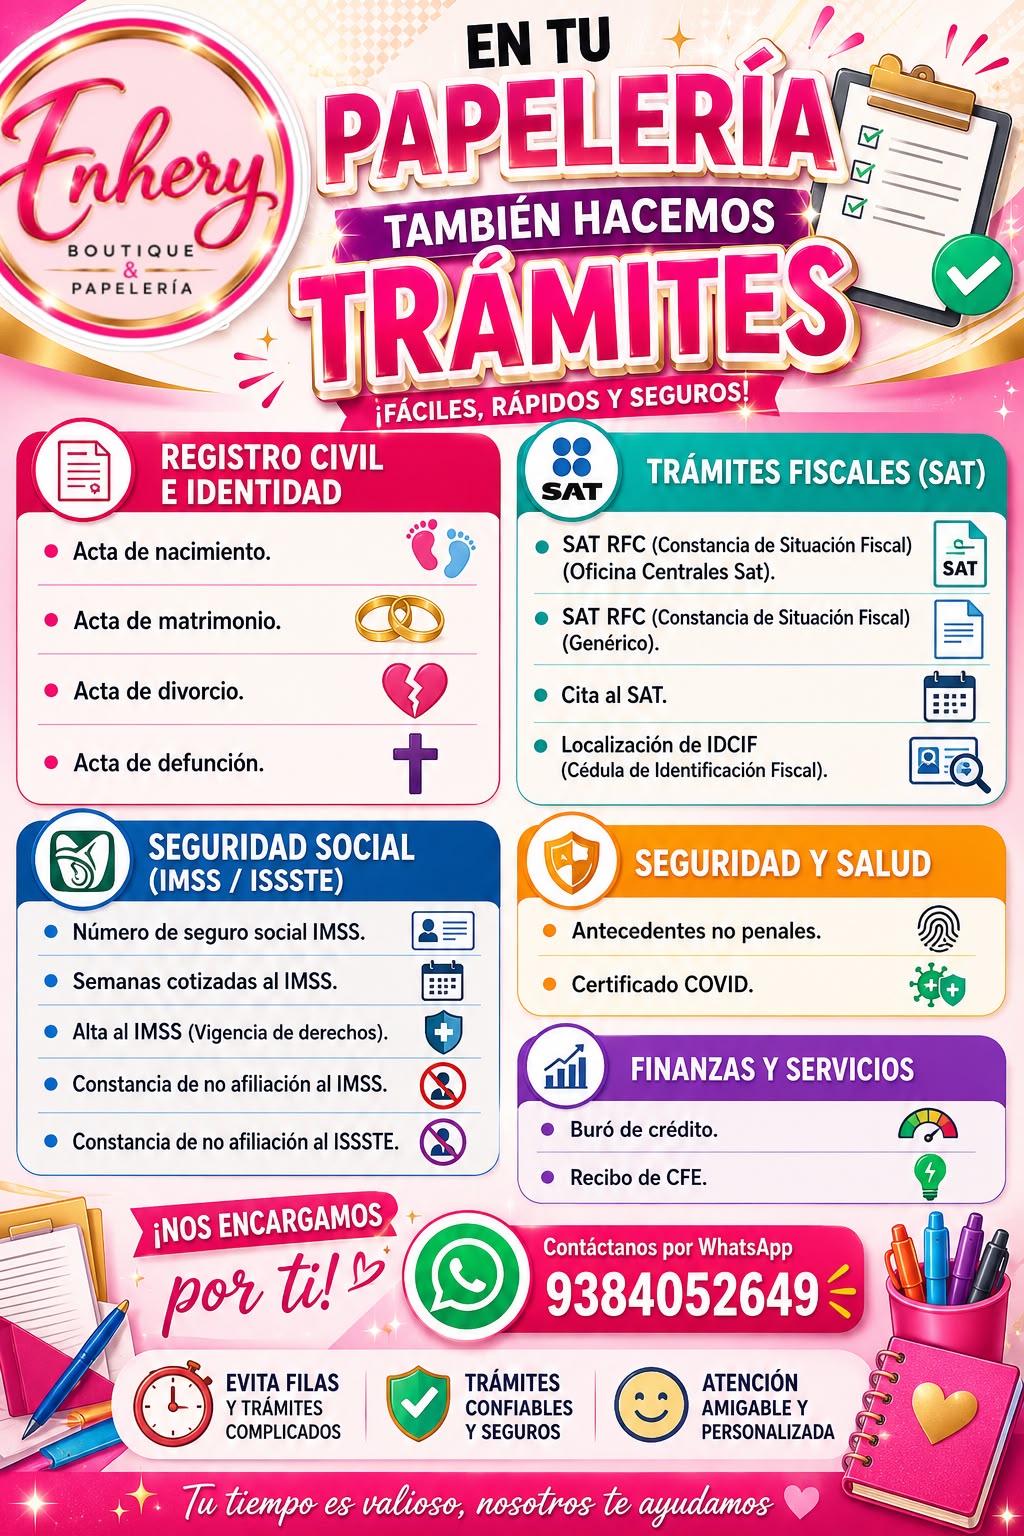 Enhery
BOUTIQUE
&
PAPELERÍA
EN TU
PAPELERÍA
TAMBIÉN HACEMOS
TRÁMITES
¡FÁCILES, RÁPIDOS Y SEGUROS!
REGISTRO CIVIL
E IDENTIDAD
Acta de nacimiento.
Acta de matrimonio.
Acta de divorcio.
Acta de defunción.
SAT
TRÁMITES FISCALES (SAT)
SAT RFC (Constancia de Situación Fiscal)
(Oficina Centrales Sat).
SAT
SAT RFC (Constancia de Situación Fiscal)
(Genérico).
Cita al SAT.
Localización de IDCIF
(Cédula de Identificación Fiscal).
SEGURIDAD SOCIAL
(IMSS / ISSSTE)
Número de seguro social IMSS.
Semanas cotizadas al IMSS.
Alta al IMSS (Vigencia de derechos).
Constancia de no afiliación al IMSS.
Constancia de no afiliación al ISSSTE.
SEGURIDAD Y SALUD
Antecedentes no penales.
Certificado COVID.
FINANZAS Y SERVICIOS
Buró de crédito.
Recibo de CFE.
¡NOS ENCARGAMOS
por ti!
Contáctanos por WhatsApp
9384052649
EVITA FILAS
Y TRÁMITES
COMPLICADOS
TRÁMITES
CONFIABLES
Y SEGUROS
ATENCIÓN
AMIGABLE Y
PERSONALIZADA
Tu tiempo es valioso, nosotros te ayudamos